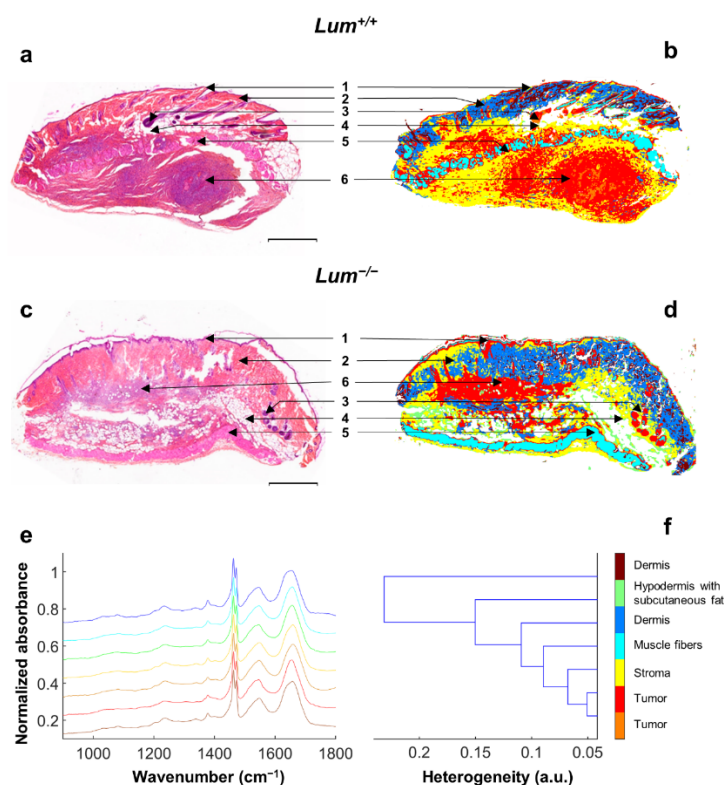 Lum+/+
a
b
1
2
3
4
5
6
Lum−/−
c
d
1
2
6
3
4
5
e
f
Normalized absorbance
1
0.8
0.6
0.4
0.2
1000 1200 1400 1600 1800
Wavenumber (cm⁻¹)
Dermis
Hypodermis with
subcutaneous fat
Dermis
Muscle fibers
Stroma
Tumor
Tumor
0.2 0.15 0.1 0.05
Heterogeneity (a.u.)